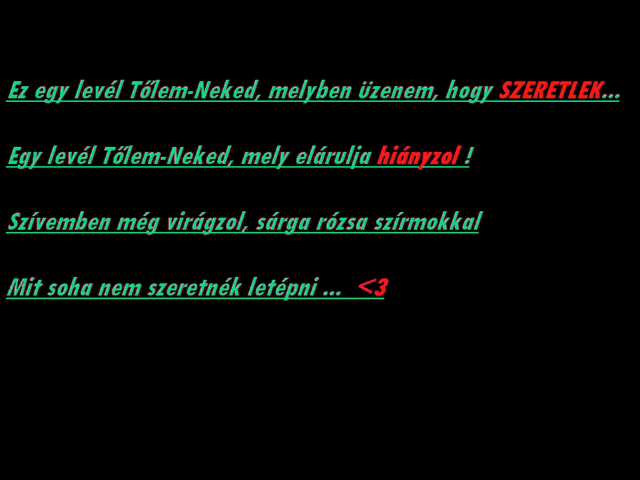 Ez egy levél Tőlem-Neked, melyben üzenem, hogy SZERETLEK...
Egy levél Tőlem-Neked, mely elárulja hiányzol !
Szívemben még virágzol, sárga rózsa szírmokkal
Mit soha nem szeretnék letépni ... <3